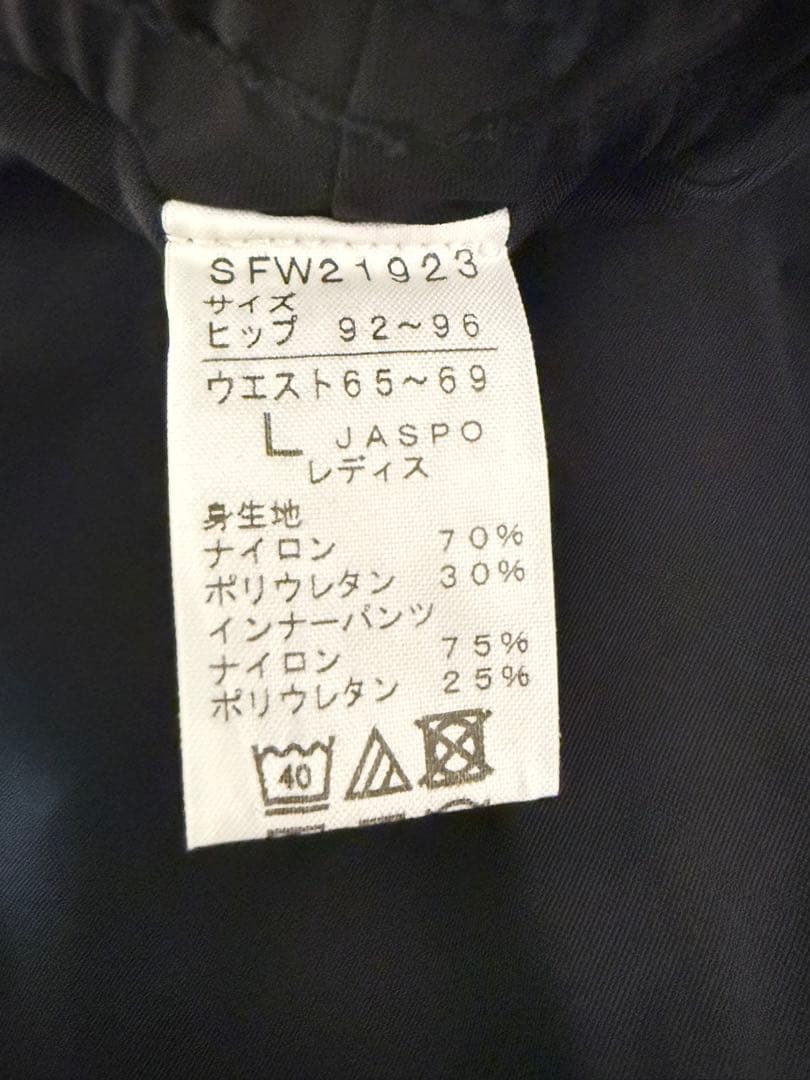 SFW21923
サイズ
ヒップ 92～96
ウエスト65～69
L JASPO
レディス
身生地
ナイロン 70%
ポリウレタン 30%
インナーパンツ
ナイロン 75%
ポリウレタン 25%
40